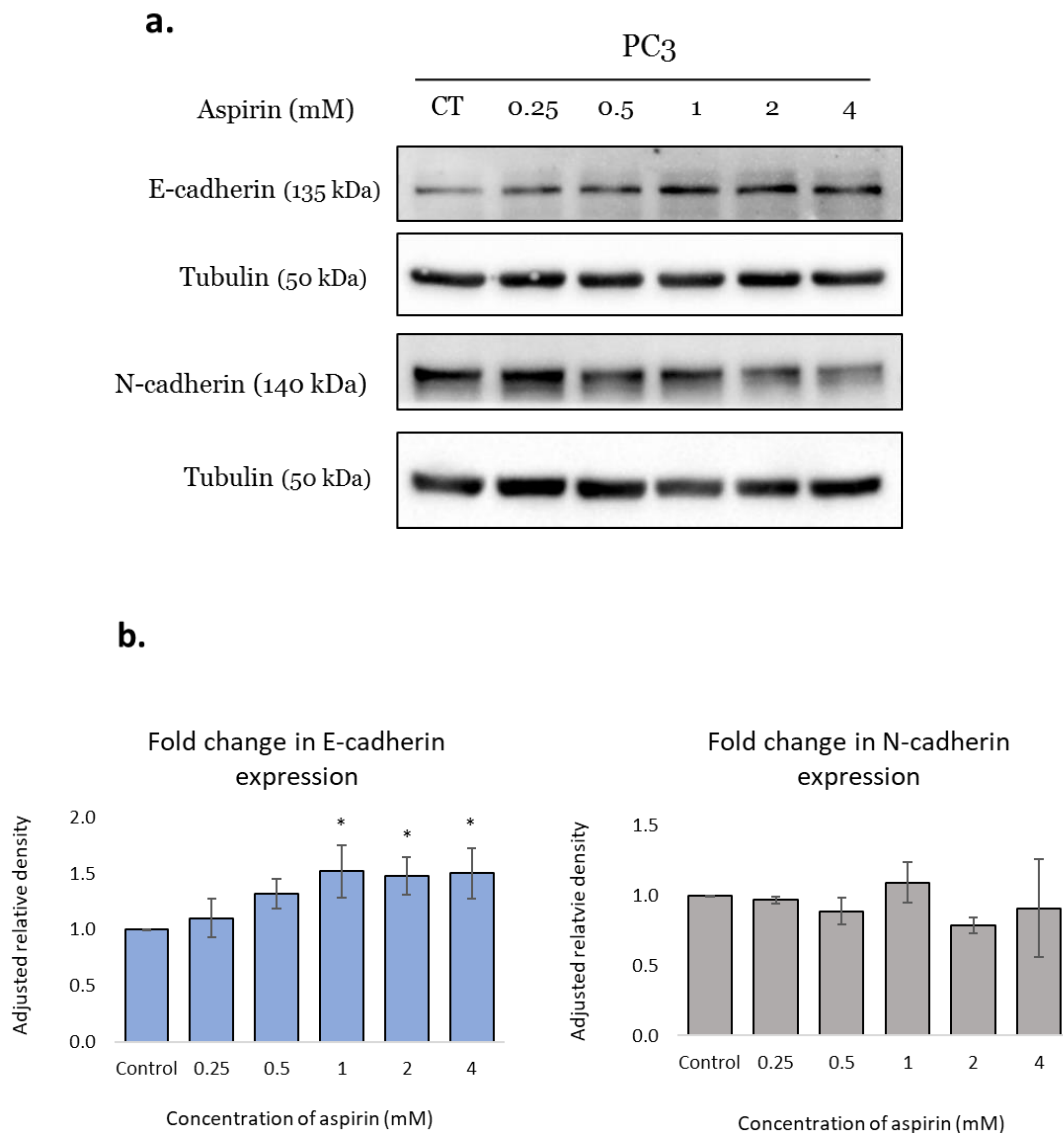 a.
PC3
Aspirin (mM) CT 0.25 0.5 1 2 4
E-cadherin (135 kDa)
Tubulin (50 kDa)
N-cadherin (140 kDa)
Tubulin (50 kDa)
b.
Fold change in E-cadherin
expression
Adjusted relative density
2.0
1.5
1.0
0.5
0.0
* * *
Control 0.25 0.5 1 2 4
Concentration of aspirin (mM)
Fold change in N-cadherin
expression
Adjusted relatvie density
1.5
1.0
0.5
0.0
Control 0.25 0.5 1 2 4
Concentration of aspirin (mM)